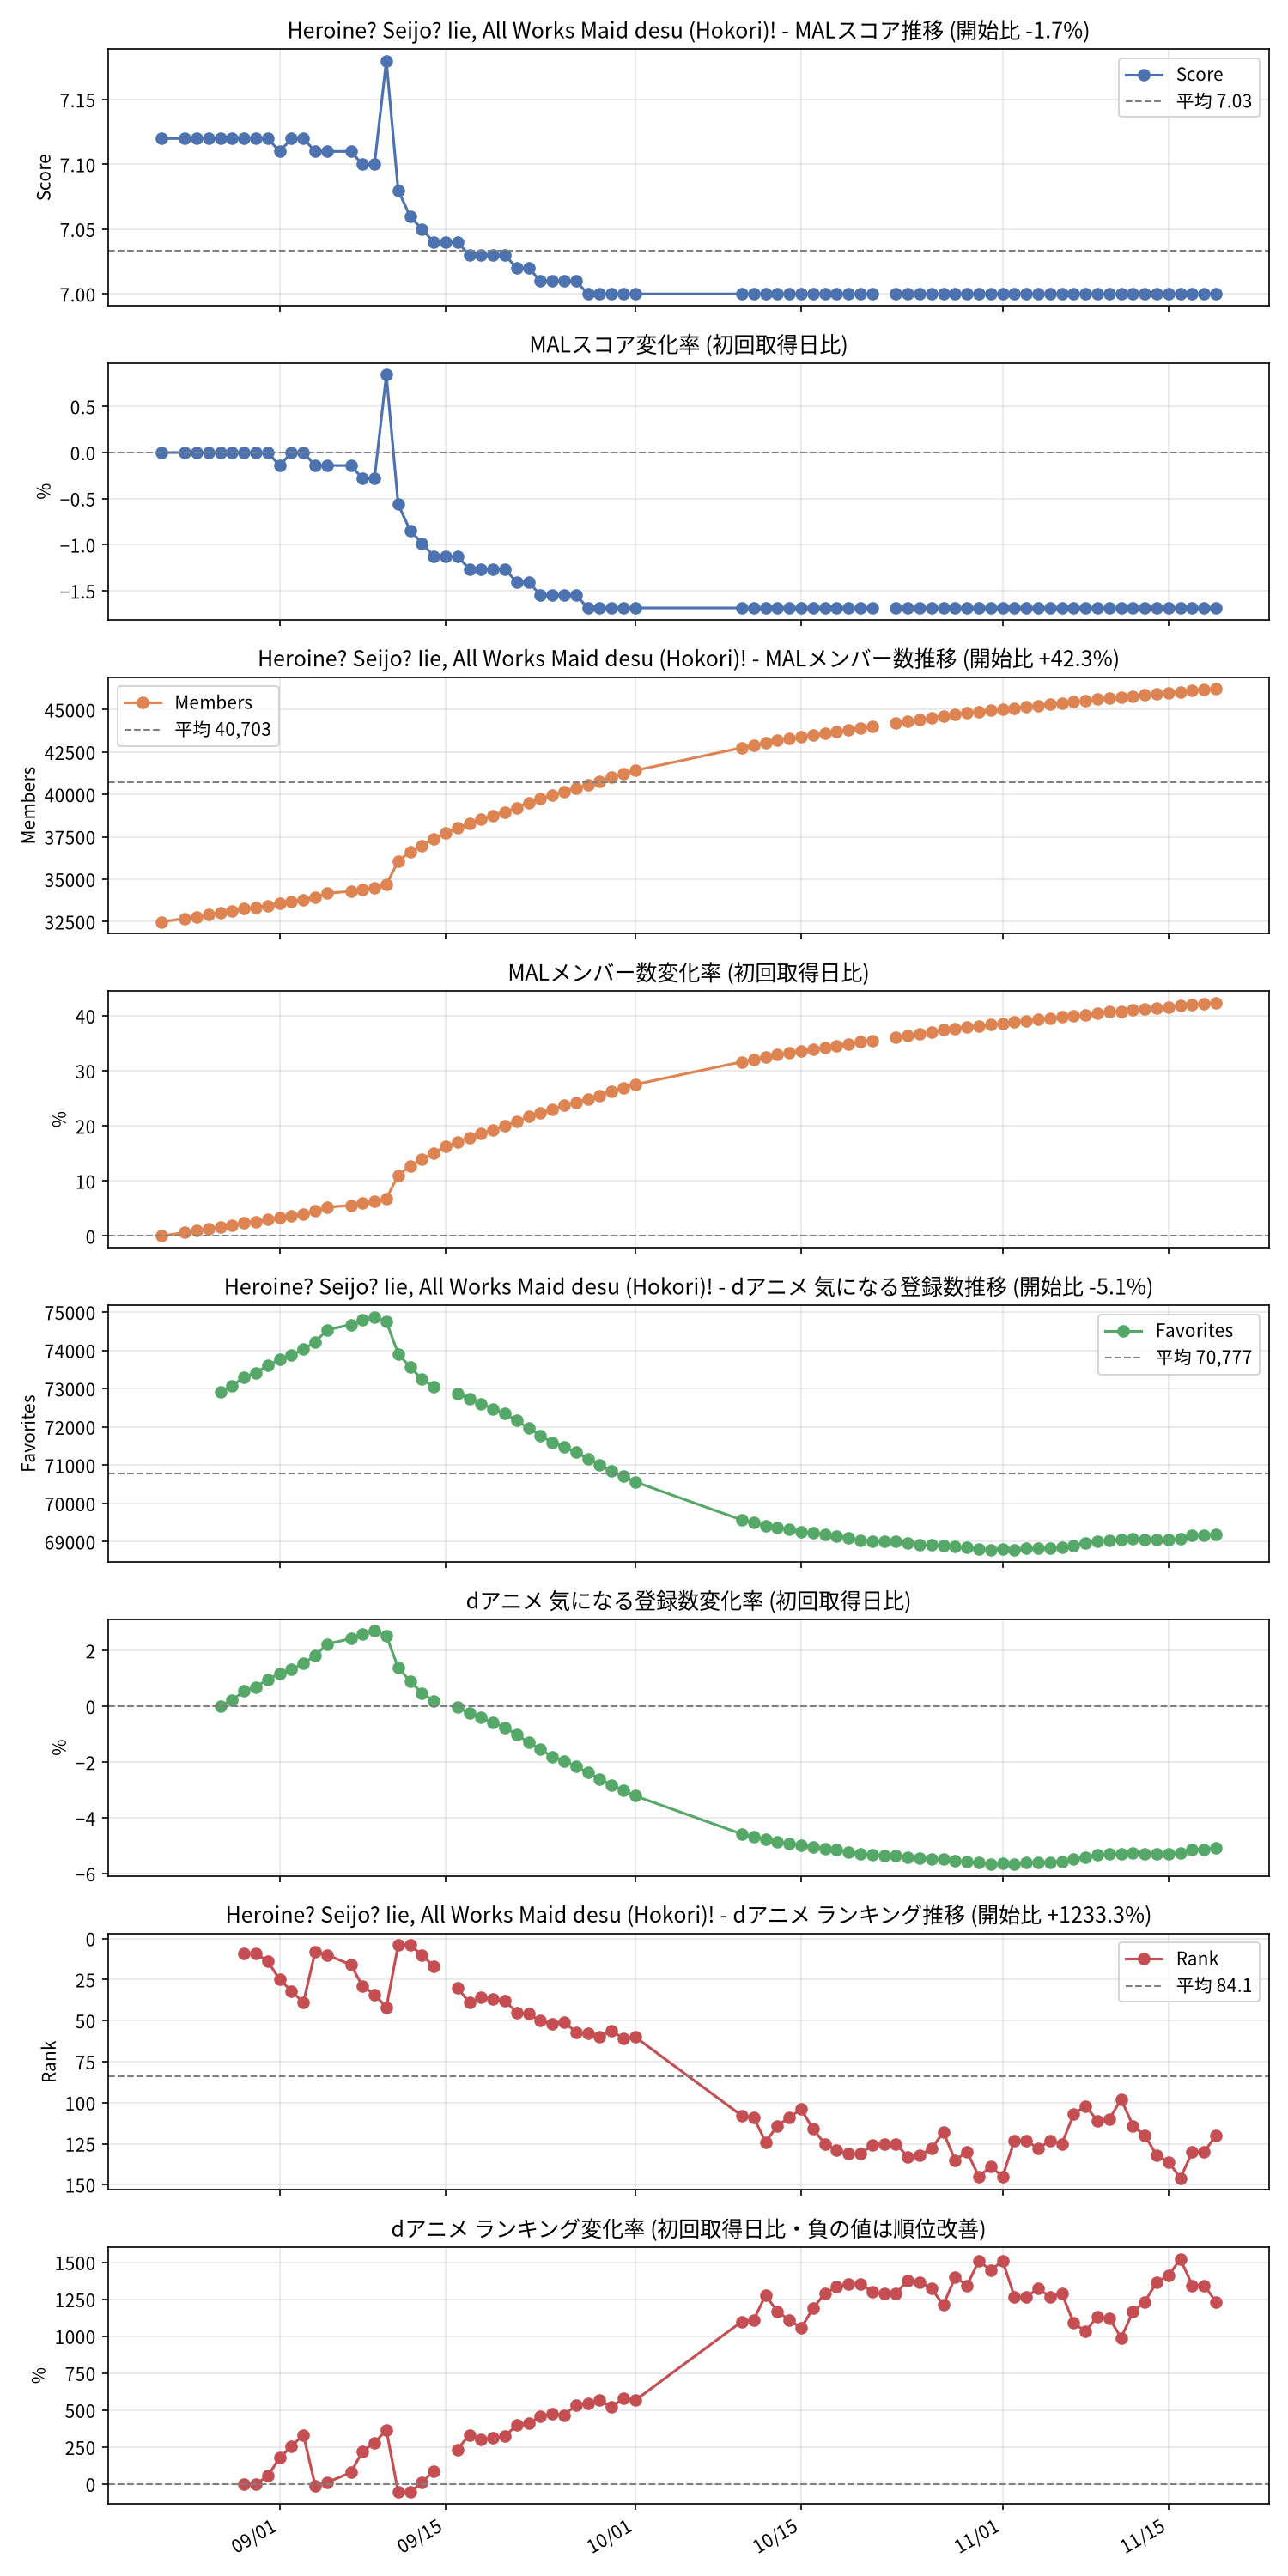 Heroine? Seijo? Iie, All Works Maid desu (Hokori)! - MALスコア推移 (開始比 -1.7%)
Score
平均 7.03
Score
7.15
7.10
7.05
7.00
MALスコア変化率 (初回取得日比)
%
0.5
0.0
−0.5
−1.0
−1.5
Heroine? Seijo? Iie, All Works Maid desu (Hokori)! - MALメンバー数推移 (開始比 +42.3%)
Members
平均 40,703
Members
45000
42500
40000
37500
35000
32500
MALメンバー数変化率 (初回取得日比)
%
40
30
20
10
0
Heroine? Seijo? Iie, All Works Maid desu (Hokori)! - dアニメ 気になる登録数推移 (開始比 -5.1%)
Favorites
平均 70,777
Favorites
75000
74000
73000
72000
71000
70000
69000
dアニメ 気になる登録数変化率 (初回取得日比)
%
2
0
−2
−4
−6
Heroine? Seijo? Iie, All Works Maid desu (Hokori)! - dアニメ ランキング推移 (開始比 +1233.3%)
Rank
平均 84.1
Rank
0
25
50
75
100
125
150
dアニメ ランキング変化率 (初回取得日比・負の値は順位改善)
%
1500
1250
1000
750
500
250
0
09/01
09/15
10/01
10/15
11/01
11/15